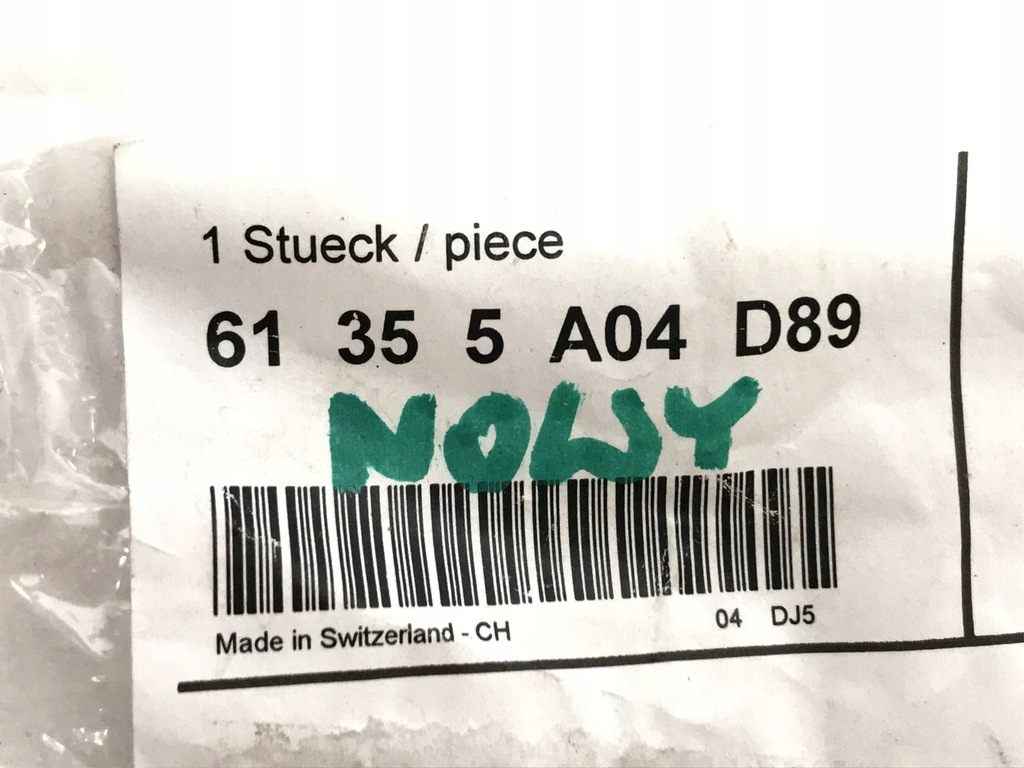 1 Stueck / piece
61 35 5 A04 D89
NOWY
Made in Switzerland - CH 04 DJ5